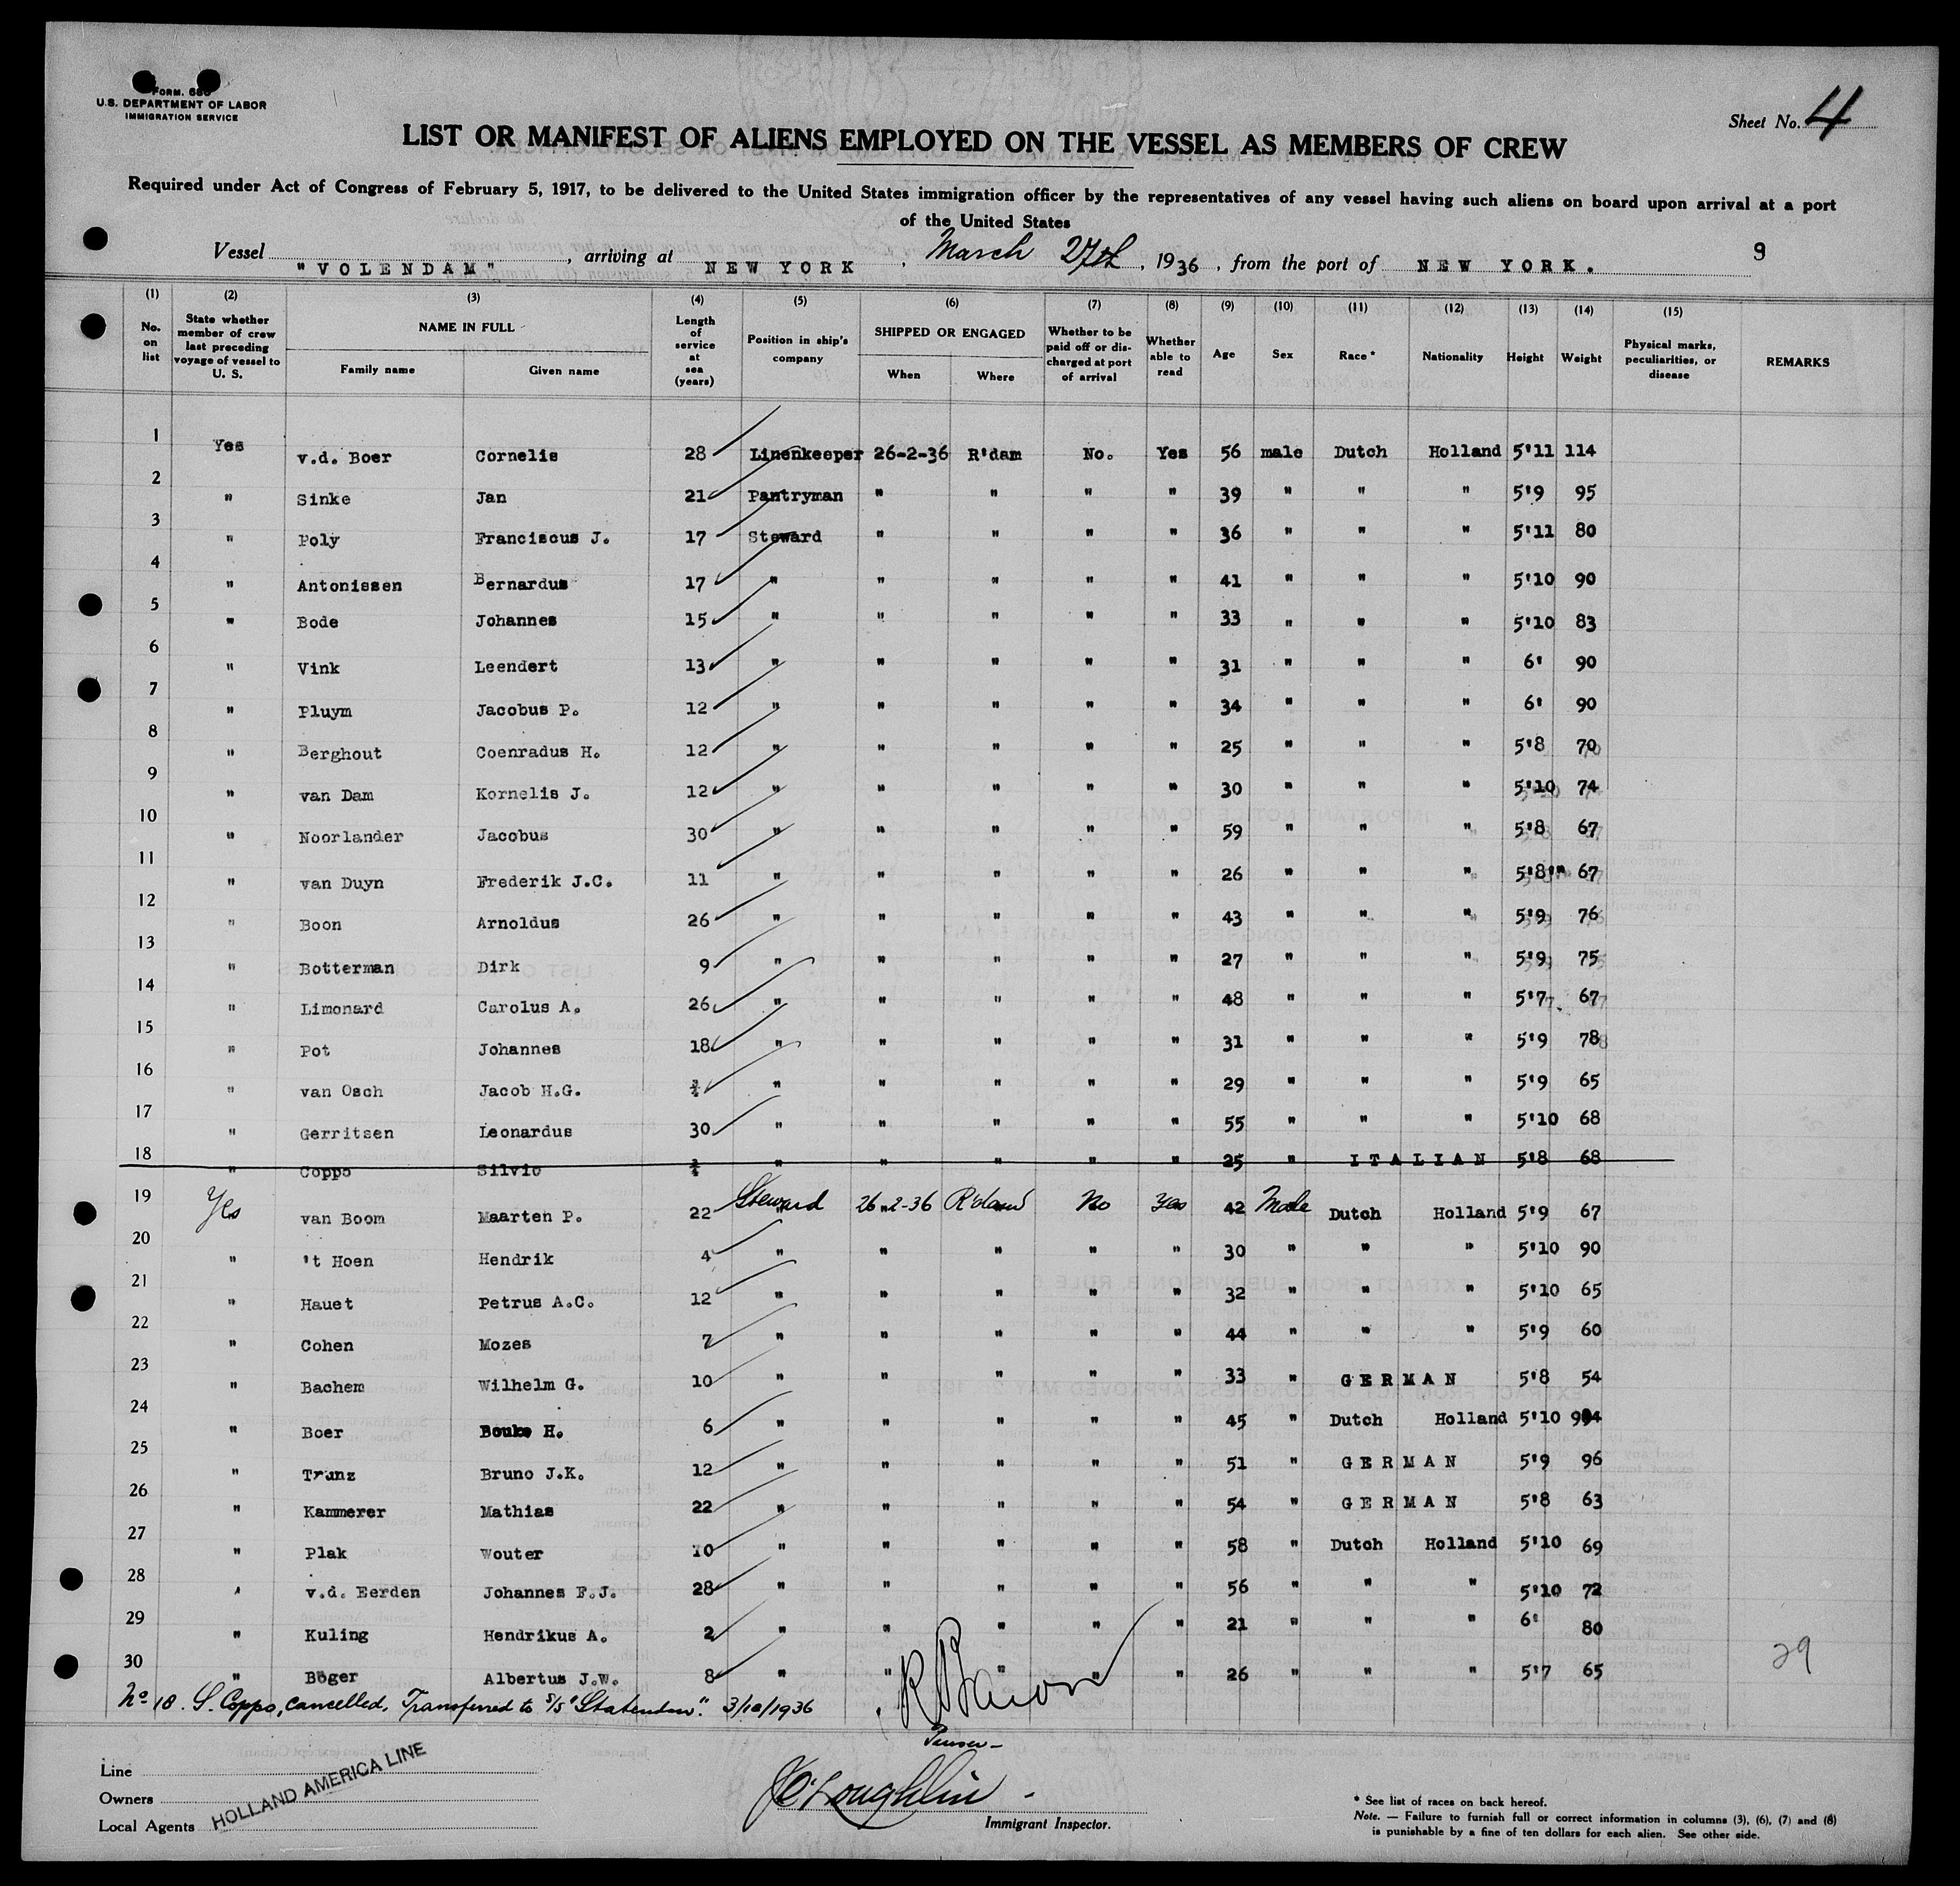 FORM. 680
U.S. DEPARTMENT OF LABOR
IMMIGRATION SERVICE
Sheet No. 4
LIST OR MANIFEST OF ALIENS EMPLOYED ON THE VESSEL AS MEMBERS OF CREW
Required under Act of Congress of February 5, 1917, to be delivered to the United States immigration officer by the representatives of any vessel having such aliens on board upon arrival at a port
of the United States
Vessel "VOLENDAM", arriving at NEW YORK, March 27th, 1936, from the port of NEW YORK. 9
(1) (2) (3) (4) (5) (6) (7) (8) (9) (10) (11) (12) (13) (14) (15)
No. on list | State whether member of crew last preceding voyage of vessel to U. S. | NAME IN FULL | Family name | Given name | Length of service at sea (years) | Position in ship's company | SHIPPED OR ENGAGED | When | Where | Whether to be paid off or discharged at port of arrival | Whether able to read | Age | Sex | Race* | Nationality | Height | Weight | Physical marks, peculiarities, or disease | REMARKS
1 Yes v.d. Boer Cornelis 28 Linenkeeper 26-2-36 R'dam No. Yes 56 male Dutch Holland 5'11 114
2 " Sinke Jan 21 Pantryman " " " " 39 " " " 5'9 95
3 " Poly Franciscus J. 17 Steward " " " " 36 " " " 5'11 80
4 " Antonissen Bernardus 17 " " " " " 41 " " " 5'10 90
5 " Bode Johannes 15 " " " " " 33 " " " 5'10 83
6 " Vink Leendert 13 " " " " " 31 " " " 6' 90
7 " Pluym Jacobus P. 12 " " " " " 34 " " " 6' 90
8 " Berghout Coenradus H. 12 " " " " " 25 " " " 5'8 70
9 " van Dam Kornelis J. 12 " " " " " 30 " " " 5'10 74
10 " Noorlander Jacobus 30 " " " " " 59 " " " 5'8 67
11 " van Duyn Frederik J.C. 11 " " " " " 26 " " " 5'8 67
12 " Boon Arnoldus 26 " " " " " 43 " " " 5'9 76
13 " Botterman Dirk 9 " " " " " 27 " " " 5'9 75
14 " Limonard Carolus A. 26 " " " " " 48 " " " 5'7 67
15 " Pot Johannes 18 " " " " " 31 " " " 5'9 78
16 " van Osch Jacob H.G. " " " " " 29 " " " 5'9 65
17 " Gerritsen Leonardus 30 " " " " " 55 " " " 5'10 68
18 " Coppo Silvio " " " " " 25 " ITALIAN 5'8 68
19 Yes van Boom Maarten P. 22 Steward 26-2-36 R'dam No Yes 42 Male Dutch Holland 5'9 67
20 " 't Hoen Hendrik 4 " " " " " 30 " " " 5'10 90
21 " Hauet Petrus A.C. 12 " " " " " 32 " " " 5'10 65
22 " Cohen Mozes 7 " " " " " 44 " " " 5'9 60
23 " Bachem Wilhelm G. 10 " " " " " 33 " GERMAN 5'8 54
24 " Boer Bouke H. 6 " " " " " 45 " Dutch Holland 5'10
25 " Tranz Bruno J.K. 12 " " " " " 51 " GERMAN 5'9 96
26 " Kammerer Mathias 22 " " " " " 54 " GERMAN 5'8 63
27 " Plak Wouter 10 " " " " " 58 " Dutch Holland 5'10 69
28 " v.d. Eerden Johannes F.J. 28 " " " " " 56 " " " 5'10 72
29 " Kuling Hendrikus A. 2 " " " " " 21 " " " 6' 80
30 " Böger Albertus J.W. 8 " " " " " 26 " " " 5'7 65
29
No 18. S. Coppo, cancelled, Transferred to S/S "Statendam". 3/10/1936
Purser
Line
Owners
Local Agents
HOLLAND AMERICA LINE
Immigrant Inspector.
* See list of races on back hereof.
Note. — Failure to furnish full or correct information in columns (3), (6), (7) and (8)
is punishable by a fine of ten dollars for each alien. See other side.